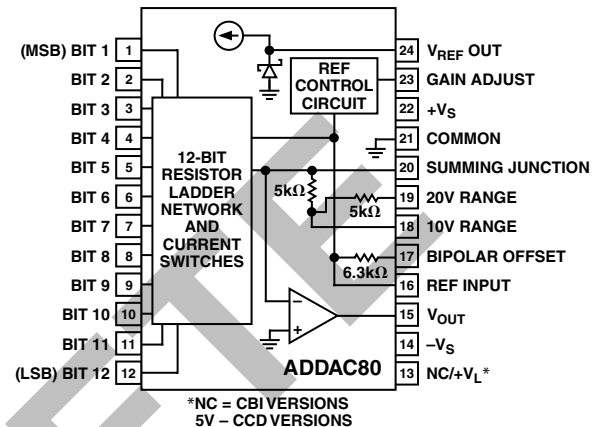 (MSB) BIT 1 1
BIT 2 2
BIT 3 3
BIT 4 4
BIT 5 5
BIT 6 6
BIT 7 7
BIT 8 8
BIT 9 9
BIT 10 10
BIT 11 11
(LSB) BIT 12 12
12-BIT
RESISTOR
LADDER
NETWORK
AND
CURRENT
SWITCHES
REF
CONTROL
CIRCUIT
5kΩ
5kΩ
6.3kΩ
−
+
ADDAC80
24 VREF OUT
23 GAIN ADJUST
22 +VS
21 COMMON
20 SUMMING JUNCTION
19 20V RANGE
18 10V RANGE
17 BIPOLAR OFFSET
16 REF INPUT
15 VOUT
14 –VS
13 NC/+VL*
*NC = CBI VERSIONS
5V – CCD VERSIONS